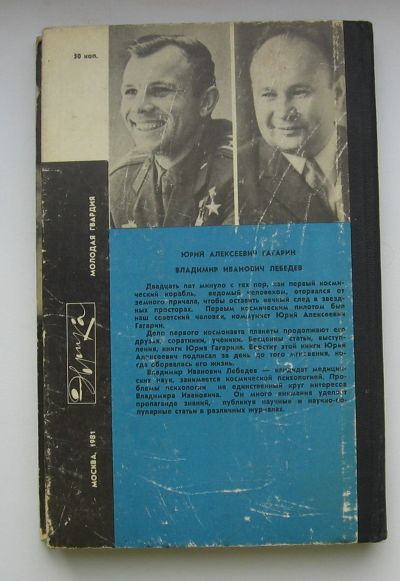 30 коп.
ЮРИЙ АЛЕКСЕЕВИЧ ГАГАРИН
ВЛАДИМИР ИВАНОВИЧ ЛЕБЕДЕВ
Двадцать лет минуло с тех пор, как первый косми-
ческий корабль, ведомый человеком, оторвался от
земного причала, чтобы оставить вечный след в звезд-
ных просторах. Первым космическим пилотом был
наш советский человек, коммунист Юрий Алексеевич
Гагарин.
Дело первого космонавта планеты продолжают его
друзья, соратники, ученики. Бесценны статьи, выступ-
ления, книги Юрия Гагарина. Верстку этой книги Юрий
Алексеевич подписал за день до того мгновения, ко-
гда оборвалась его жизнь.
Владимир Иванович Лебедев — кандидат медицин-
ских наук, занимается космической психологией. Про-
блемы психологии не единственный круг интересов
Владимира Ивановича. Он много внимания уделяет
пропаганде знаний, публикуя научные и научно-по-
пулярные статьи в различных журналах.
МОЛОДАЯ ГВАРДИЯ
Эврика
МОСКВА, 1981